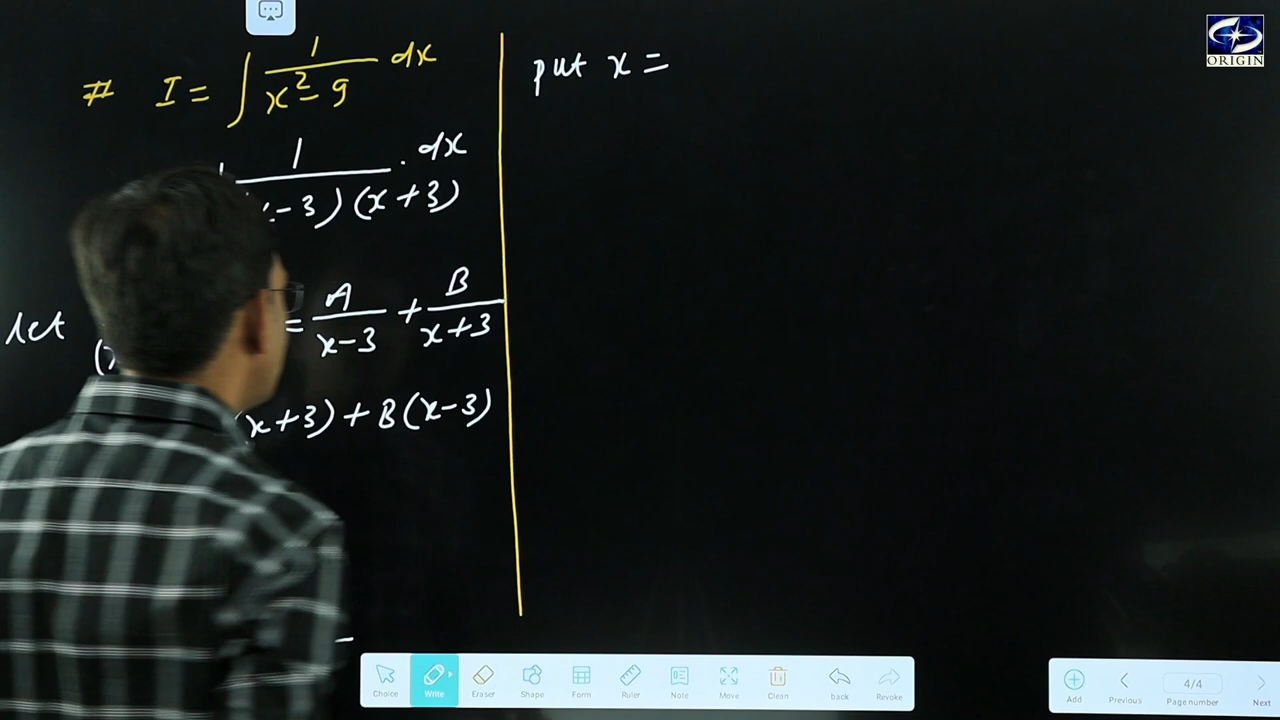 # I = ∫ 1/(x² - 9) dx
1/(x - 3)(x + 3) . dx
let = A/(x - 3) + B/(x + 3)
(x + 3) + B(x - 3)
put x =
ORIGIN
Choice Write Eraser Shape Form Ruler Note Move Clean back Revoke
Add Previous 4/4 Page number Next